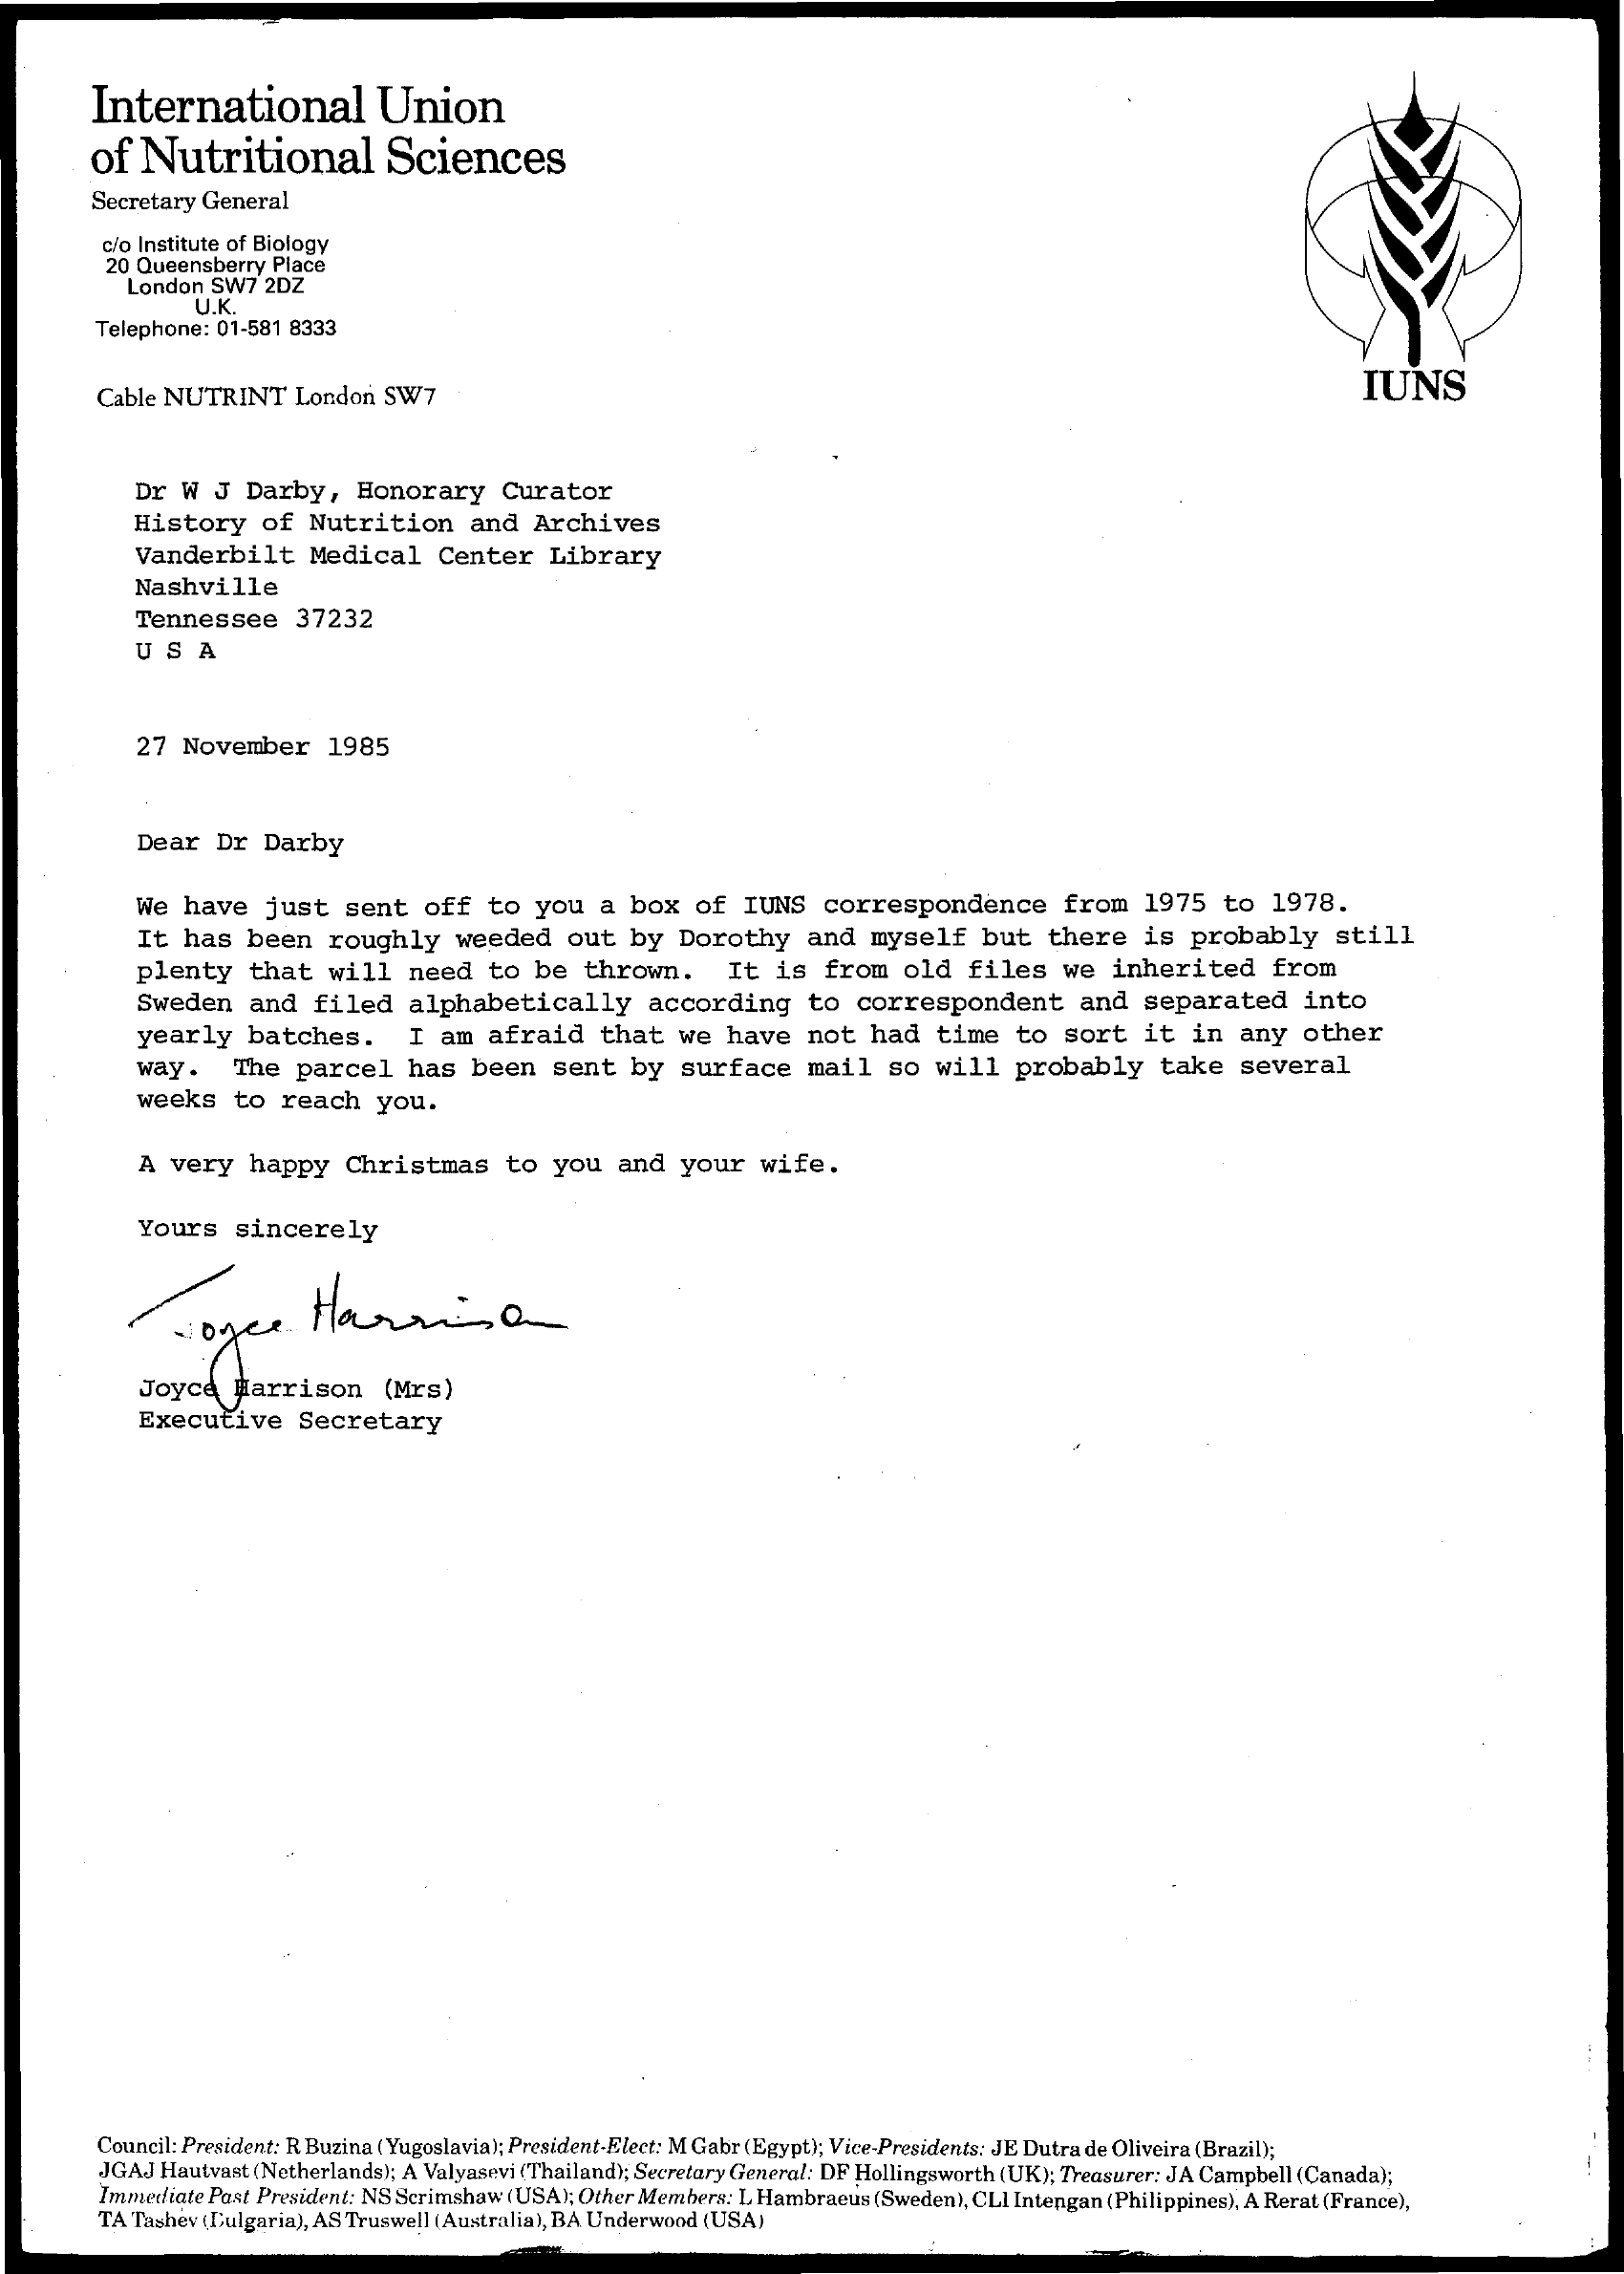 International Union
of Nutritional Sciences
Secretary General
c/o Institute of Biology
20 Queensberry Place
London SW7 2DZ
U.K.
Telephone: 01-581 8333
Cable NUTRINT London SW7
IUNS
Dr W J Darby, Honorary Curator
History of Nutrition and Archives
Vanderbilt Medical Center Library
Nashville
Tennessee 37232
U S A
27 November 1985
Dear Dr Darby
We have just sent off to you a box of IUNS correspondence from 1975 to 1978.
It has been roughly weeded out by Dorothy and myself but there is probably still
plenty that will need to be thrown. It is from old files we inherited from
Sweden and filed alphabetically according to correspondent and separated into
yearly batches. I am afraid that we have not had time to sort it in any other
way. The parcel has been sent by surface mail so will probably take several
weeks to reach you.
A very happy Christmas to you and your wife.
Yours sincerely
Joyce Harrison
Joyce Harrison (Mrs)
Executive Secretary
Council: President: R Buzina (Yugoslavia); President-Elect: M Gabr (Egypt); Vice-Presidents: JE Dutra de Oliveira (Brazil);
JGAJ Hautvast (Netherlands); A Valyasevi (Thailand); Secretary General: DF Hollingsworth (UK); Treasurer: JA Campbell (Canada);
Immediate Past President: NS Scrimshaw (USA); Other Members: L Hambraeus (Sweden), CLl Intengan (Philippines), A Rerat (France),
TA Tashev (Bulgaria), AS Truswell (Australia), BA Underwood (USA)